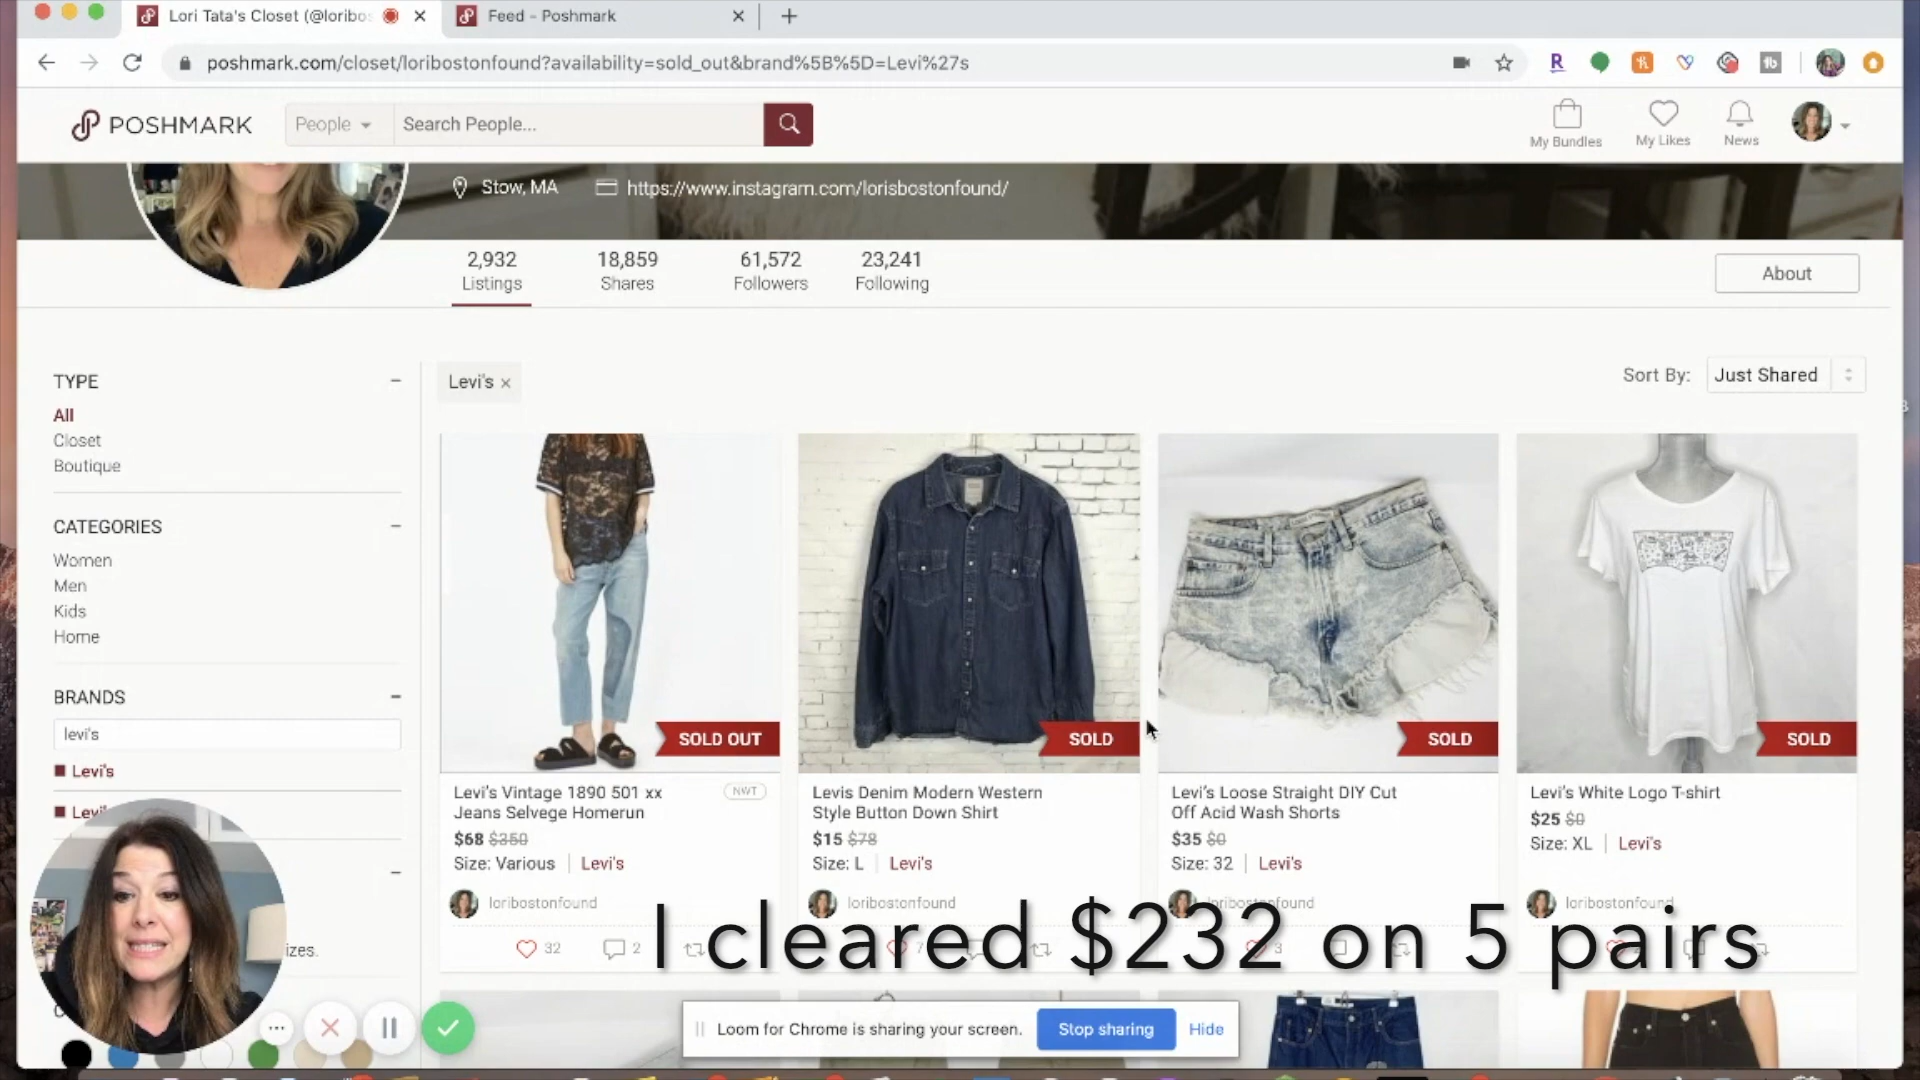 Lori Tata's Closet (@loribos
Feed - Poshmark
poshmark.com/closet/loribostonfound?availability=sold_out&brand%5B%5D=Levi%27s
POSHMARK
People
Search People...
My Bundles
My Likes
News
Stow, MA
https://www.instagram.com/lorisbostonfound/
2,932
Listings
18,859
Shares
61,572
Followers
23,241
Following
About
TYPE
All
Closet
Boutique
CATEGORIES
Women
Men
Kids
Home
BRANDS
levi's
Levi's
Levi'
izes.
Levi's ×
Sort By:
Just Shared
SOLD OUT
Levi's Vintage 1890 501 xx
Jeans Selvege Homerun
NWT
$68 $350
Size: Various | Levi's
loribostonfound
32
2
SOLD
Levis Denim Modern Western
Style Button Down Shirt
$15 $78
Size: L | Levi's
loribostonfound
7
SOLD
Levi's Loose Straight DIY Cut
Off Acid Wash Shorts
$35 $0
Size: 32 | Levi's
loribostonfound
3
SOLD
Levi's White Logo T-shirt
$25 $0
Size: XL | Levi's
loribostonfound
I cleared $232 on 5 pairs
Loom for Chrome is sharing your screen.
Stop sharing
Hide